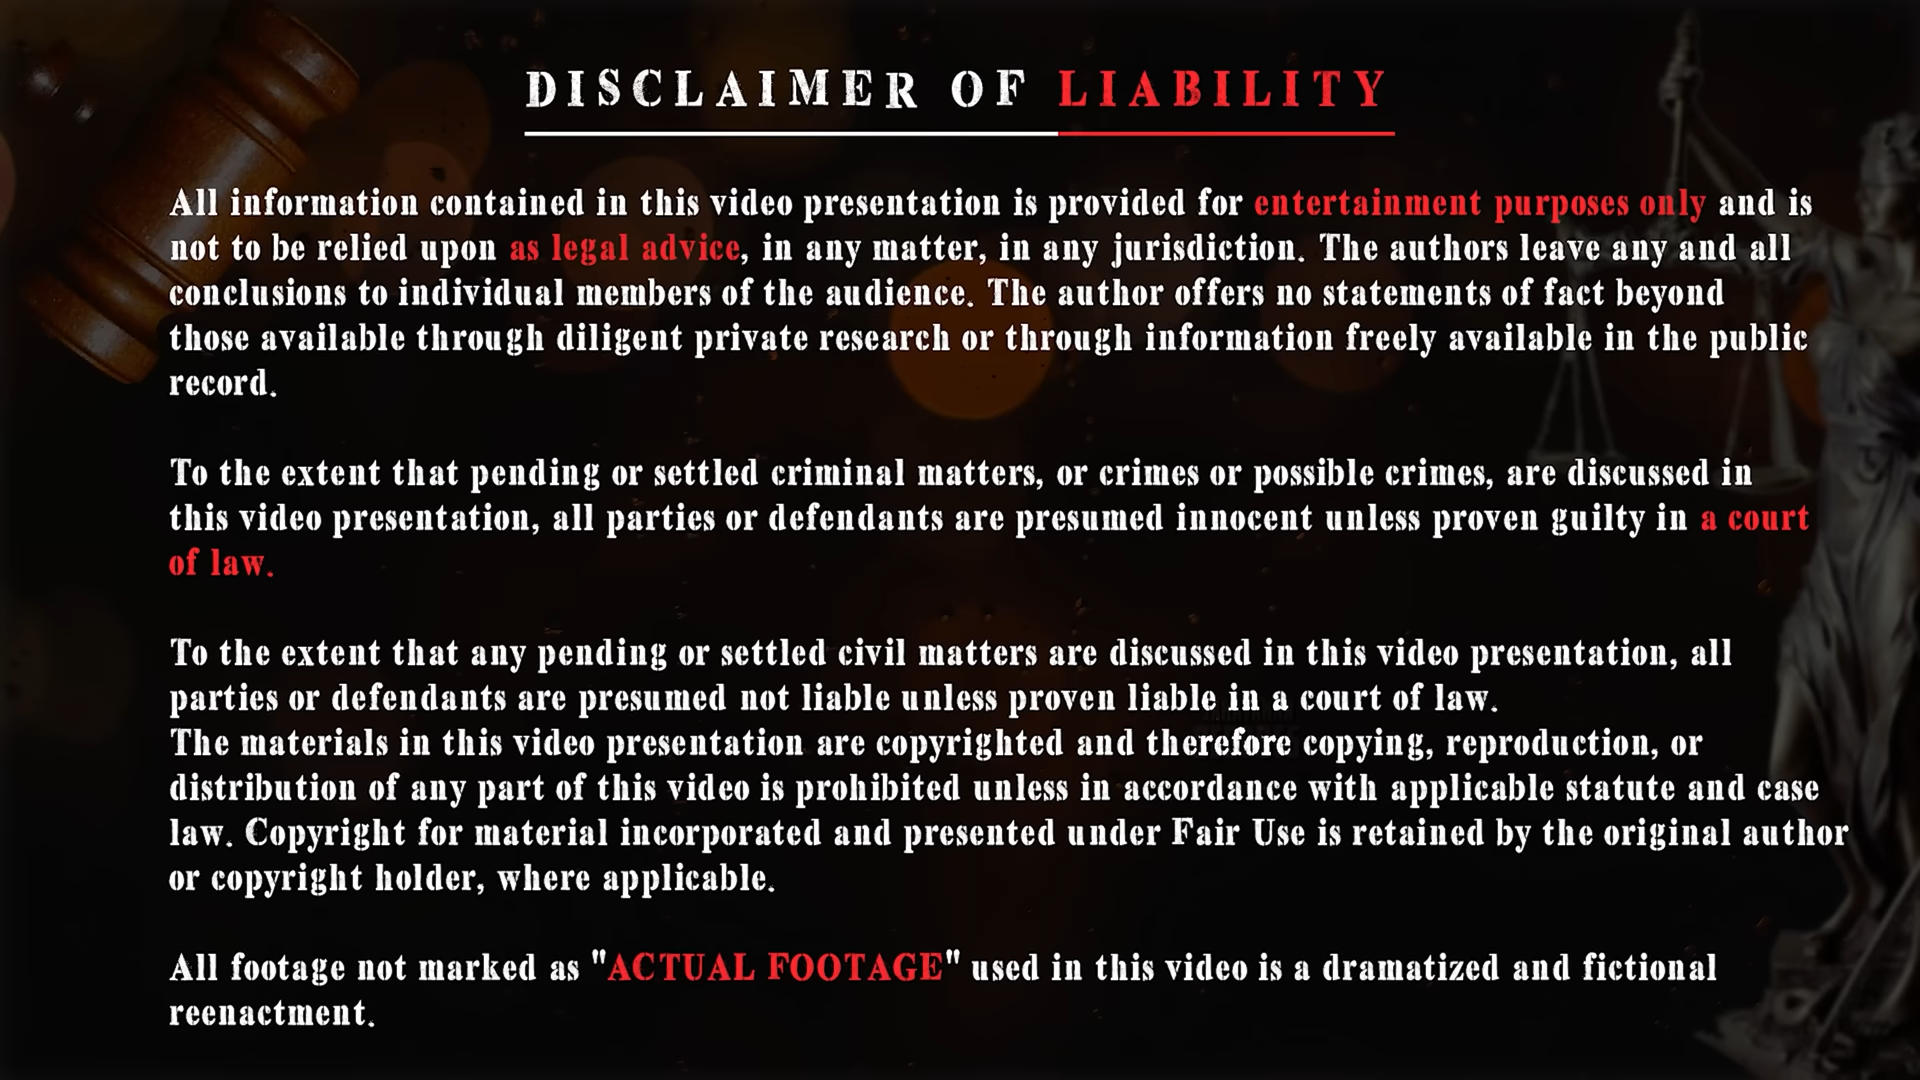 DISCLAIMER OF LIABILITY
All information contained in this video presentation is provided for entertainment purposes only and is
not to be relied upon as legal advice, in any matter, in any jurisdiction. The authors leave any and all
conclusions to individual members of the audience. The author offers no statements of fact beyond
those available through diligent private research or through information freely available in the public
record.
To the extent that pending or settled criminal matters, or crimes or possible crimes, are discussed in
this video presentation, all parties or defendants are presumed innocent unless proven guilty in a court
of law.
To the extent that any pending or settled civil matters are discussed in this video presentation, all
parties or defendants are presumed not liable unless proven liable in a court of law.
The materials in this video presentation are copyrighted and therefore copying, reproduction, or
distribution of any part of this video is prohibited unless in accordance with applicable statute and case
law. Copyright for material incorporated and presented under Fair Use is retained by the original author
or copyright holder, where applicable.
All footage not marked as "ACTUAL FOOTAGE" used in this video is a dramatized and fictional
reenactment.